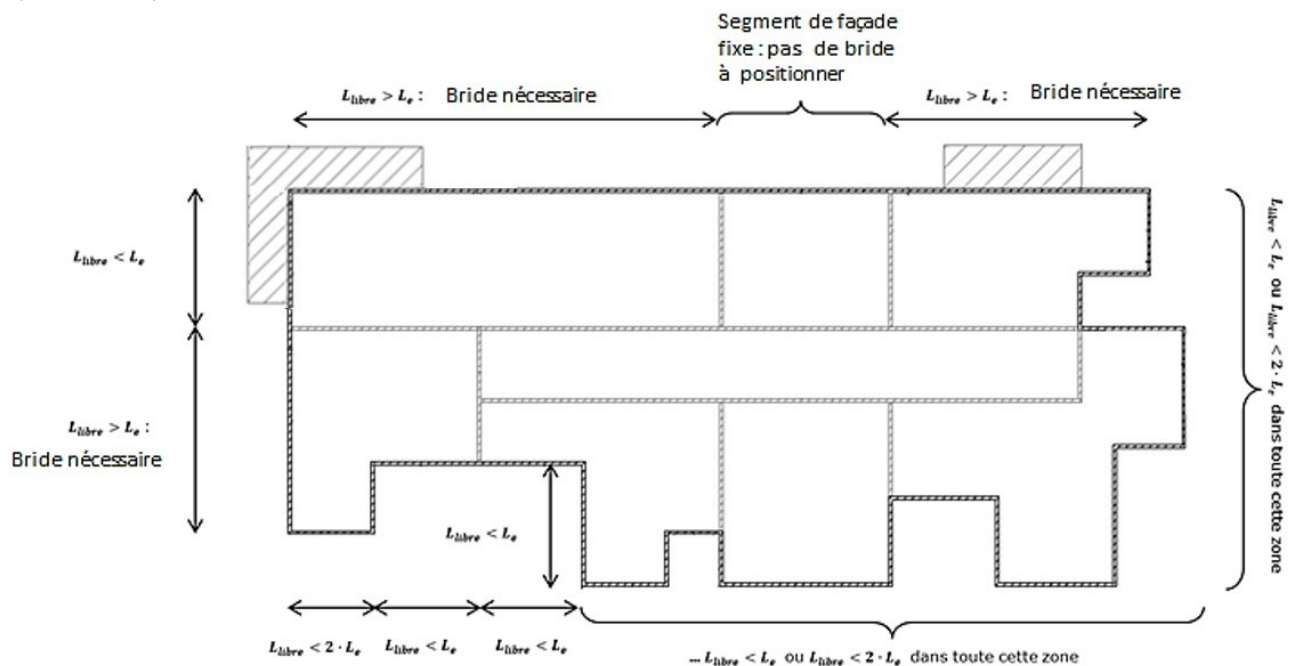 Segment de façade
fixe : pas de bride
à positionner
L_libre > L_e : Bride nécessaire
L_libre > L_e : Bride nécessaire
L_libre < L_e
L_libre > L_e :
Bride nécessaire
L_libre < L_e
L_libre < 2 · L_e
L_libre < L_e
L_libre < L_e
... L_libre < L_e ou L_libre < 2 · L_e dans toute cette zone
L_libre < L_e ou L_libre < 2 · L_e dans toute cette zone